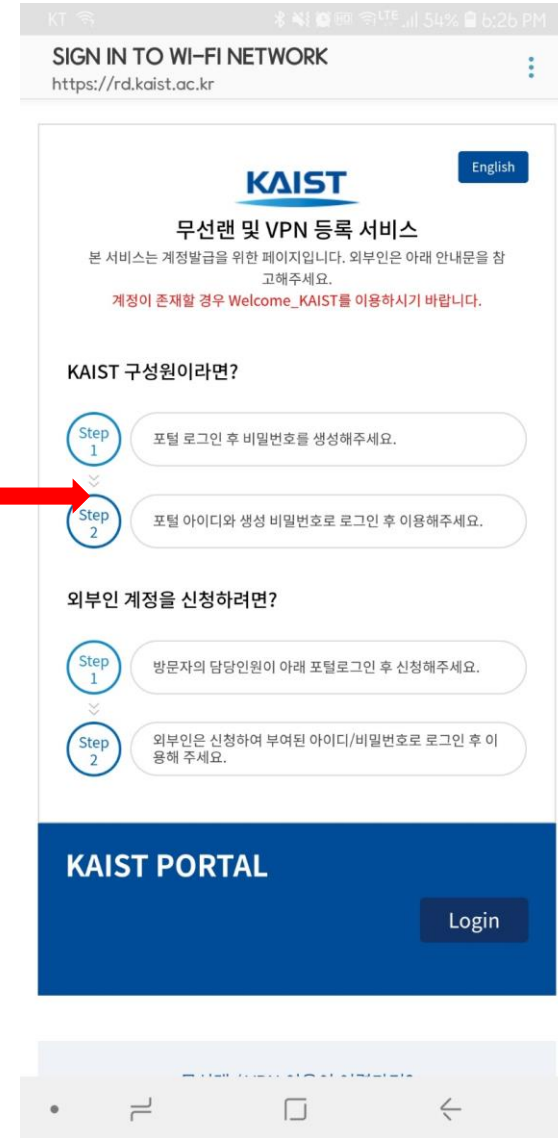 KT LTE 54% 6:26 PM
SIGN IN TO WI-FI NETWORK
https://rd.kaist.ac.kr
English
KAIST
무선랜 및 VPN 등록 서비스
본 서비스는 계정발급을 위한 페이지입니다. 외부인은 아래 안내문을 참
고해주세요.
계정이 존재할 경우 Welcome_KAIST를 이용하시기 바랍니다.
KAIST 구성원이라면?
Step
1
포털 로그인 후 비밀번호를 생성해주세요.
Step
2
포털 아이디와 생성 비밀번호로 로그인 후 이용해주세요.
외부인 계정을 신청하려면?
Step
1
방문자의 담당인원이 아래 포털로그인 후 신청해주세요.
Step
2
외부인은 신청하여 부여된 아이디/비밀번호로 로그인 후 이
용해 주세요.
KAIST PORTAL
Login